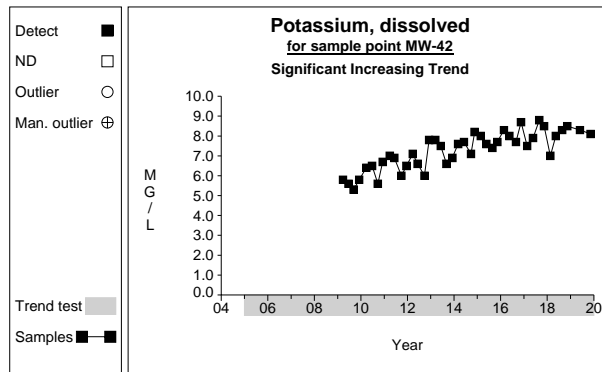 Detect
ND
Outlier
Man. outlier
Trend test
Samples
Potassium, dissolved
for sample point MW-42
Significant Increasing Trend
10.0
9.0
8.0
7.0
6.0
5.0
4.0
3.0
2.0
1.0
0.0
M
G
/
L
04 06 08 10 12 14 16 18 20
Year